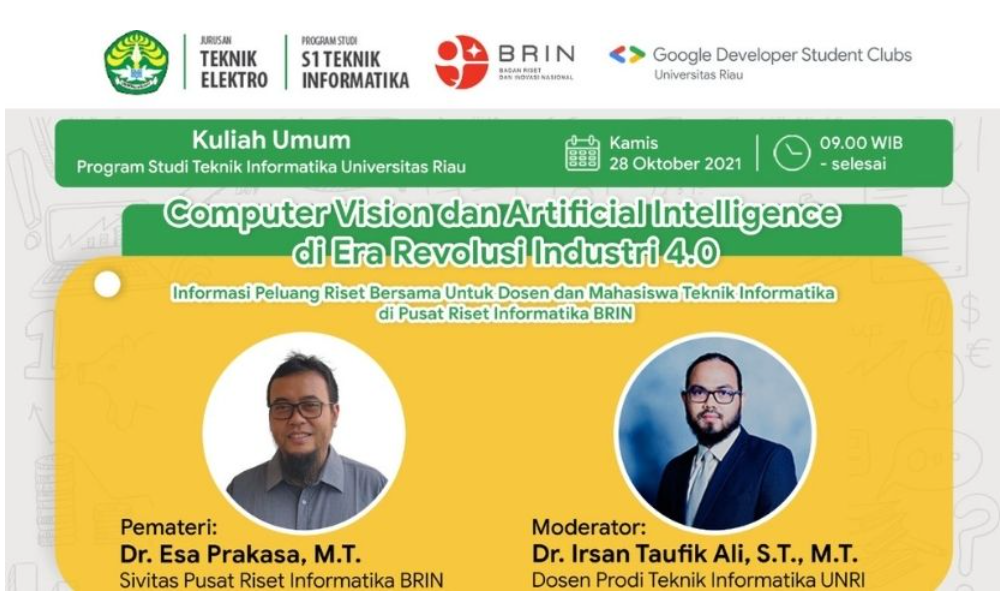 JURUSAN
TEKNIK
ELEKTRO
PROGRAM STUDI
S1 TEKNIK
INFORMATIKA
BRIN
BADAN RISET
DAN INOVASI NASIONAL
Google Developer Student Clubs
Universitas Riau
Kuliah Umum
Program Studi Teknik Informatika Universitas Riau
Kamis
28 Oktober 2021
09.00 WIB
- selesai
Computer Vision dan Artificial Intelligence
di Era Revolusi Industri 4.0
Informasi Peluang Riset Bersama Untuk Dosen dan Mahasiswa Teknik Informatika
di Pusat Riset Informatika BRIN
Pemateri:
Dr. Esa Prakasa, M.T.
Sivitas Pusat Riset Informatika BRIN
Moderator:
Dr. Irsan Taufik Ali, S.T., M.T.
Dosen Prodi Teknik Informatika UNRI